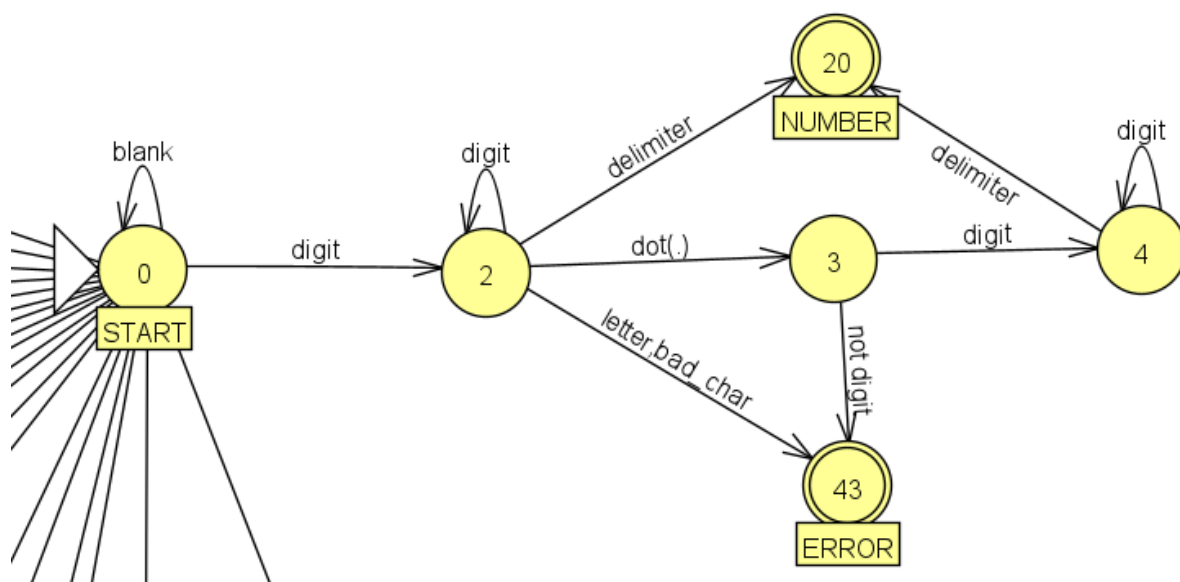 20
NUMBER
blank
digit
delimiter
delimiter
digit
0
START
digit
2
dot(.)
3
digit
4
letter,bad_char
not digit
43
ERROR